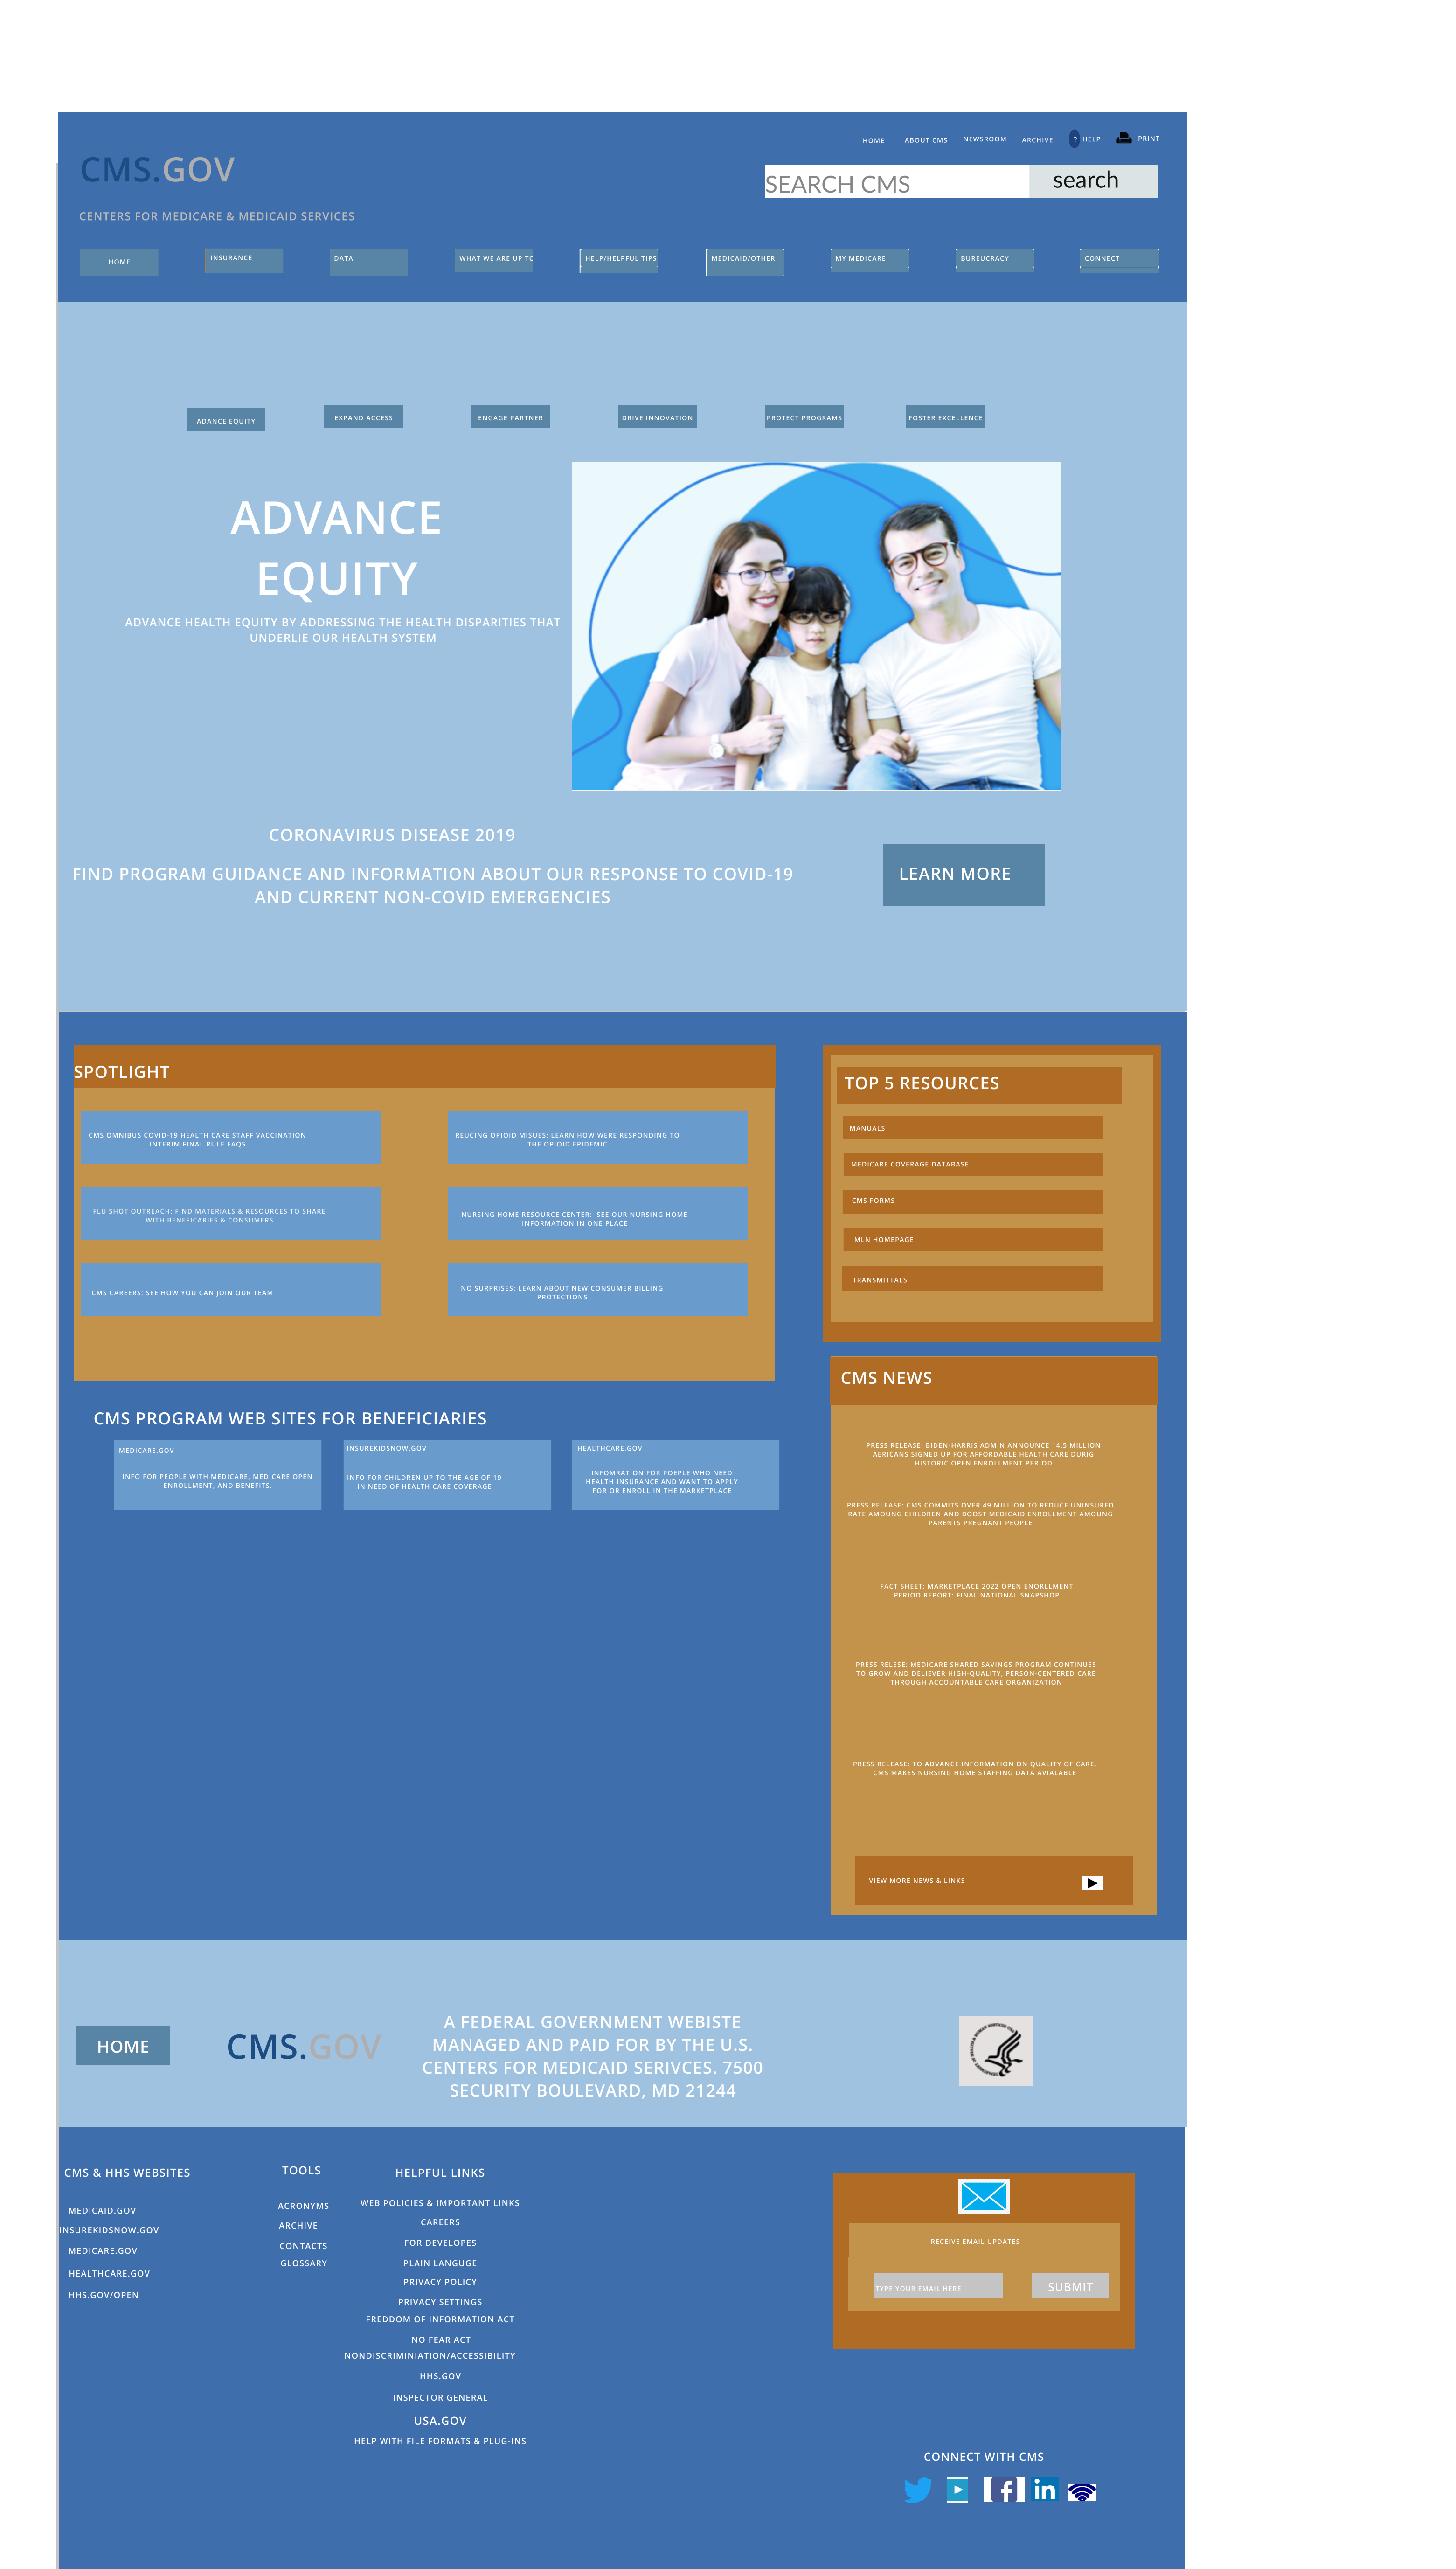 HOME
ABOUT CMS
NEWSROOM
ARCHIVE
? HELP
PRINT
CMS.GOV
SEARCH CMS
search
CENTERS FOR MEDICARE & MEDICAID SERVICES
HOME
INSURANCE
DATA
WHAT WE ARE UP TO
HELP/HELPFUL TIPS
MEDICAID/OTHER
MY MEDICARE
BUREUCRACY
CONNECT
ADANCE EQUITY
EXPAND ACCESS
ENGAGE PARTNER
DRIVE INNOVATION
PROTECT PROGRAMS
FOSTER EXCELLENCE
ADVANCE
EQUITY
ADVANCE HEALTH EQUITY BY ADDRESSING THE HEALTH DISPARITIES THAT
UNDERLIE OUR HEALTH SYSTEM
CORONAVIRUS DISEASE 2019
FIND PROGRAM GUIDANCE AND INFORMATION ABOUT OUR RESPONSE TO COVID-19
AND CURRENT NON-COVID EMERGENCIES
LEARN MORE
SPOTLIGHT
CMS OMNIBUS COVID-19 HEALTH CARE STAFF VACCINATION
INTERIM FINAL RULE FAQS
REUCING OPIOID MISUES: LEARN HOW WERE RESPONDING TO
THE OPIOID EPIDEMIC
FLU SHOT OUTREACH: FIND MATERIALS & RESOURCES TO SHARE
WITH BENEFICARIES & CONSUMERS
NURSING HOME RESOURCE CENTER: SEE OUR NURSING HOME
INFORMATION IN ONE PLACE
CMS CAREERS: SEE HOW YOU CAN JOIN OUR TEAM
NO SURPRISES: LEARN ABOUT NEW CONSUMER BILLING
PROTECTIONS
TOP 5 RESOURCES
MANUALS
MEDICARE COVERAGE DATABASE
CMS FORMS
MLN HOMEPAGE
TRANSMITTALS
CMS PROGRAM WEB SITES FOR BENEFICIARIES
MEDICARE.GOV
INFO FOR PEOPLE WITH MEDICARE, MEDICARE OPEN
ENROLLMENT, AND BENEFITS.
INSUREKIDSNOW.GOV
INFO FOR CHILDREN UP TO THE AGE OF 19
IN NEED OF HEALTH CARE COVERAGE
HEALTHCARE.GOV
INFOMRATION FOR POEPLE WHO NEED
HEALTH INSURANCE AND WANT TO APPLY
FOR OR ENROLL IN THE MARKETPLACE
CMS NEWS
PRESS RELEASE: BIDEN-HARRIS ADMIN ANNOUNCE 14.5 MILLION
AERICANS SIGNED UP FOR AFFORDABLE HEALTH CARE DURIG
HISTORIC OPEN ENROLLMENT PERIOD
PRESS RELEASE: CMS COMMITS OVER 49 MILLION TO REDUCE UNINSURED
RATE AMOUNG CHILDREN AND BOOST MEDICAID ENROLLMENT AMOUNG
PARENTS PREGNANT PEOPLE
FACT SHEET: MARKETPLACE 2022 OPEN ENORLLMENT
PERIOD REPORT: FINAL NATIONAL SNAPSHOP
PRESS RELESE: MEDICARE SHARED SAVINGS PROGRAM CONTINUES
TO GROW AND DELIEVER HIGH-QUALITY, PERSON-CENTERED CARE
THROUGH ACCOUNTABLE CARE ORGANIZATION
PRESS RELEASE: TO ADVANCE INFORMATION ON QUALITY OF CARE,
CMS MAKES NURSING HOME STAFFING DATA AVIALABLE
VIEW MORE NEWS & LINKS
HOME
CMS.GOV
A FEDERAL GOVERNMENT WEBISTE
MANAGED AND PAID FOR BY THE U.S.
CENTERS FOR MEDICAID SERIVCES. 7500
SECURITY BOULEVARD, MD 21244
CMS & HHS WEBSITES
MEDICAID.GOV
INSUREKIDSNOW.GOV
MEDICARE.GOV
HEALTHCARE.GOV
HHS.GOV/OPEN
TOOLS
ACRONYMS
ARCHIVE
CONTACTS
GLOSSARY
HELPFUL LINKS
WEB POLICIES & IMPORTANT LINKS
CAREERS
FOR DEVELOPES
PLAIN LANGUGE
PRIVACY POLICY
PRIVACY SETTINGS
FREDDOM OF INFORMATION ACT
NO FEAR ACT
NONDISCRIMINIATION/ACCESSIBILITY
HHS.GOV
INSPECTOR GENERAL
USA.GOV
HELP WITH FILE FORMATS & PLUG-INS
RECEIVE EMAIL UPDATES
TYPE YOUR EMAIL HERE
SUBMIT
CONNECT WITH CMS